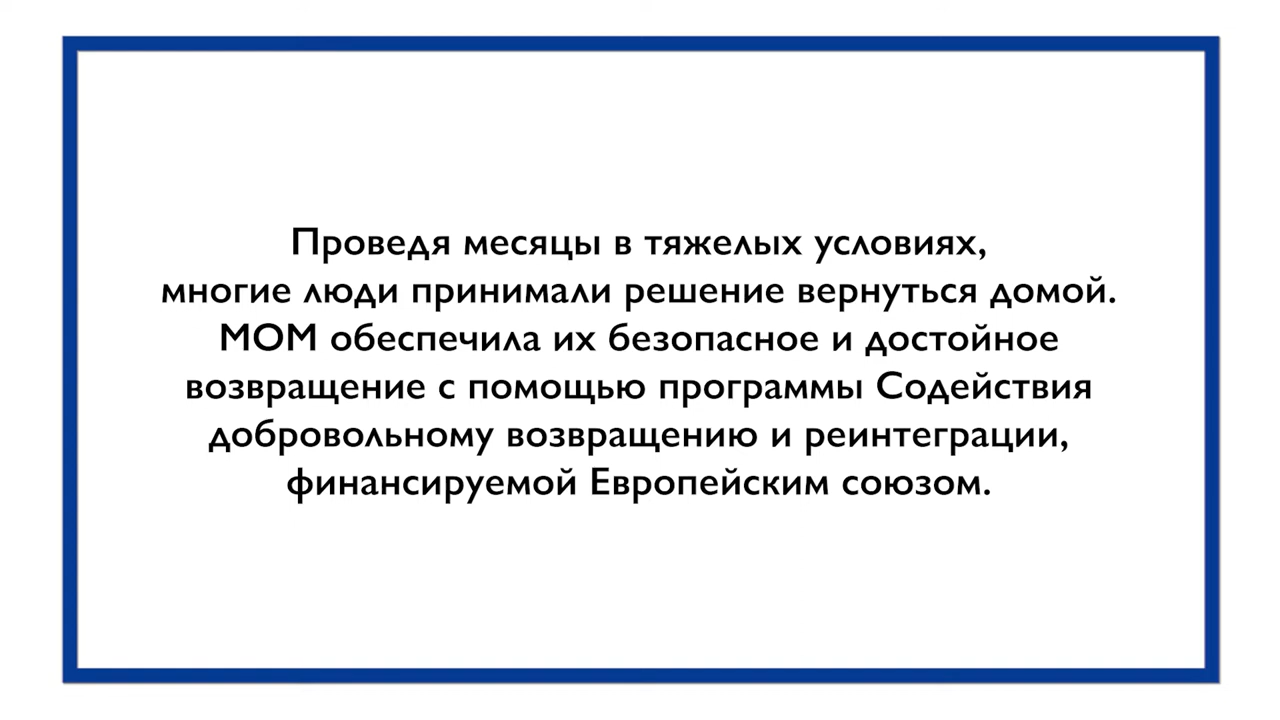 Проведя месяцы в тяжелых условиях,
многие люди принимали решение вернуться домой.
МОМ обеспечила их безопасное и достойное
возвращение с помощью программы Содействия
добровольному возвращению и реинтеграции,
финансируемой Европейским союзом.